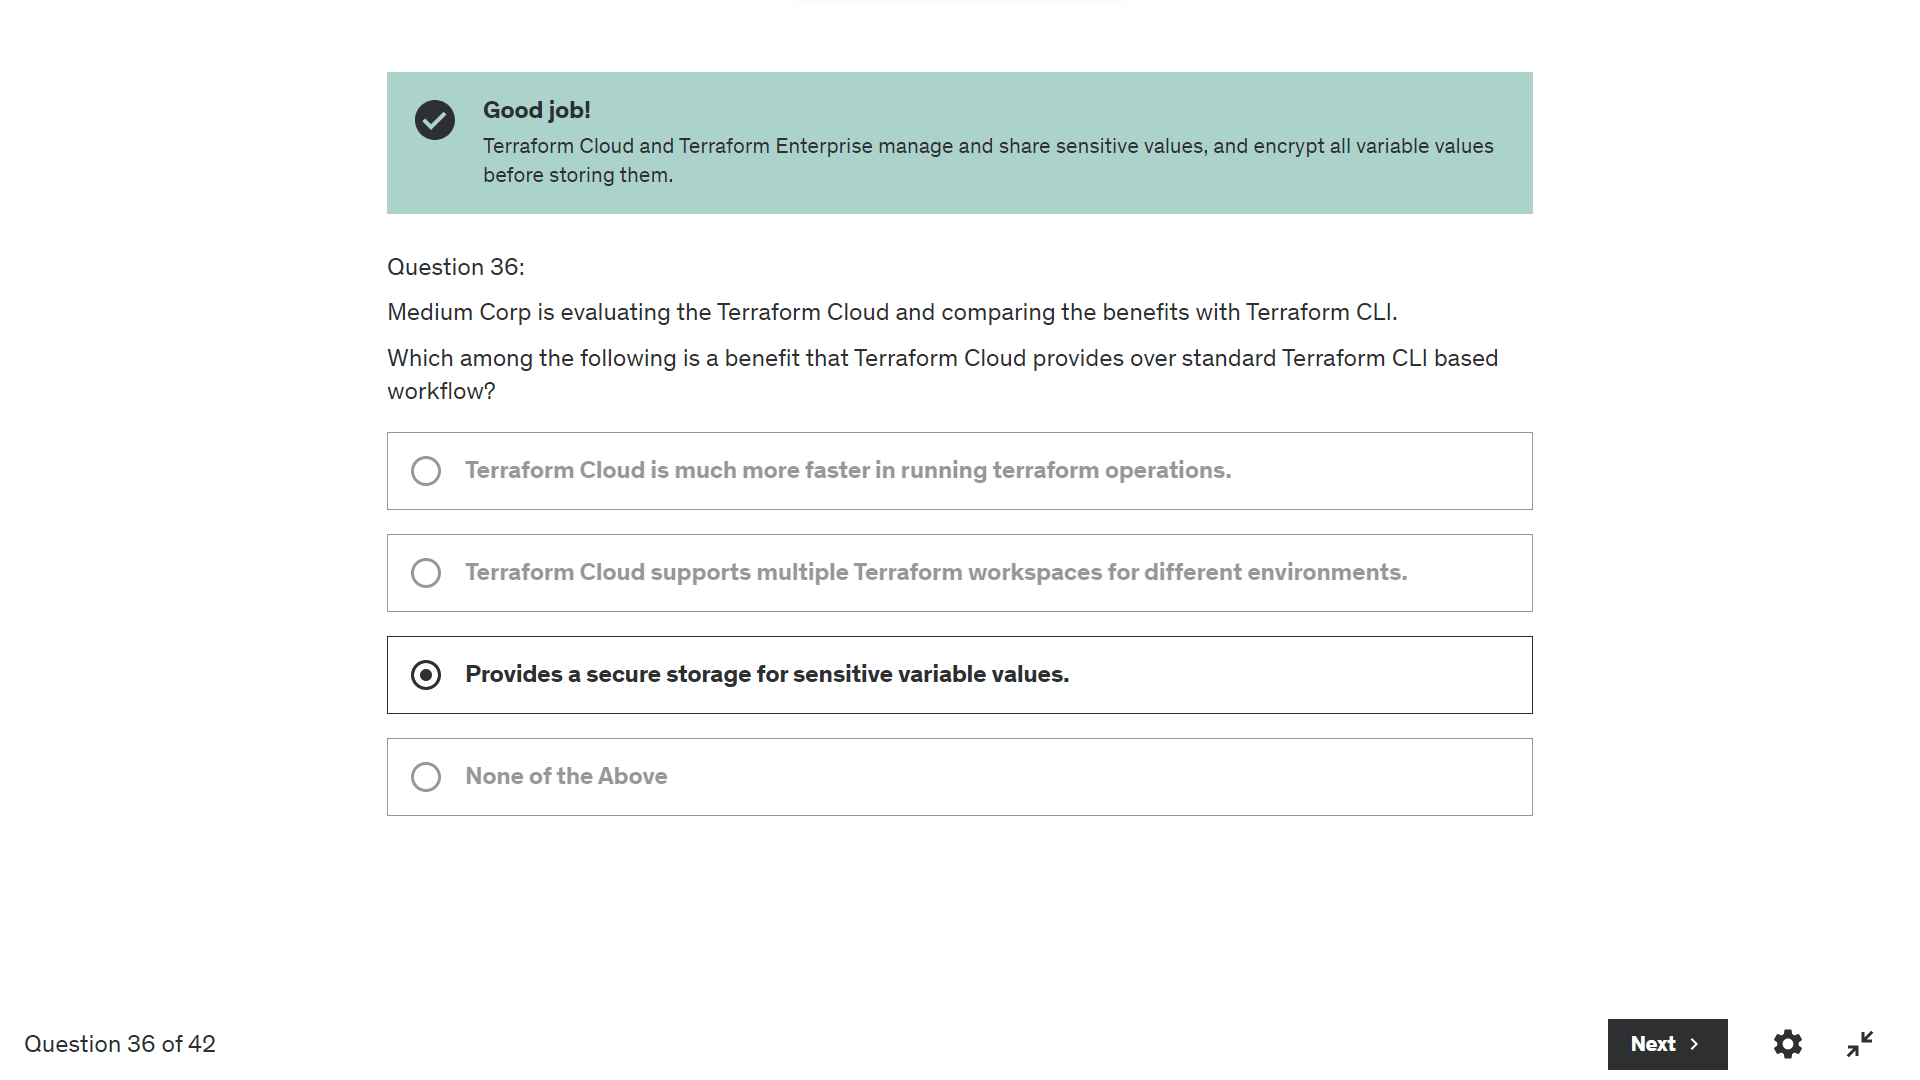 Good job!
Terraform Cloud and Terraform Enterprise manage and share sensitive values, and encrypt all variable values
before storing them.
Question 36:
Medium Corp is evaluating the Terraform Cloud and comparing the benefits with Terraform CLI.
Which among the following is a benefit that Terraform Cloud provides over standard Terraform CLI based
workflow?
Terraform Cloud is much more faster in running terraform operations.
Terraform Cloud supports multiple Terraform workspaces for different environments.
Provides a secure storage for sensitive variable values.
None of the Above
Question 36 of 42
Next